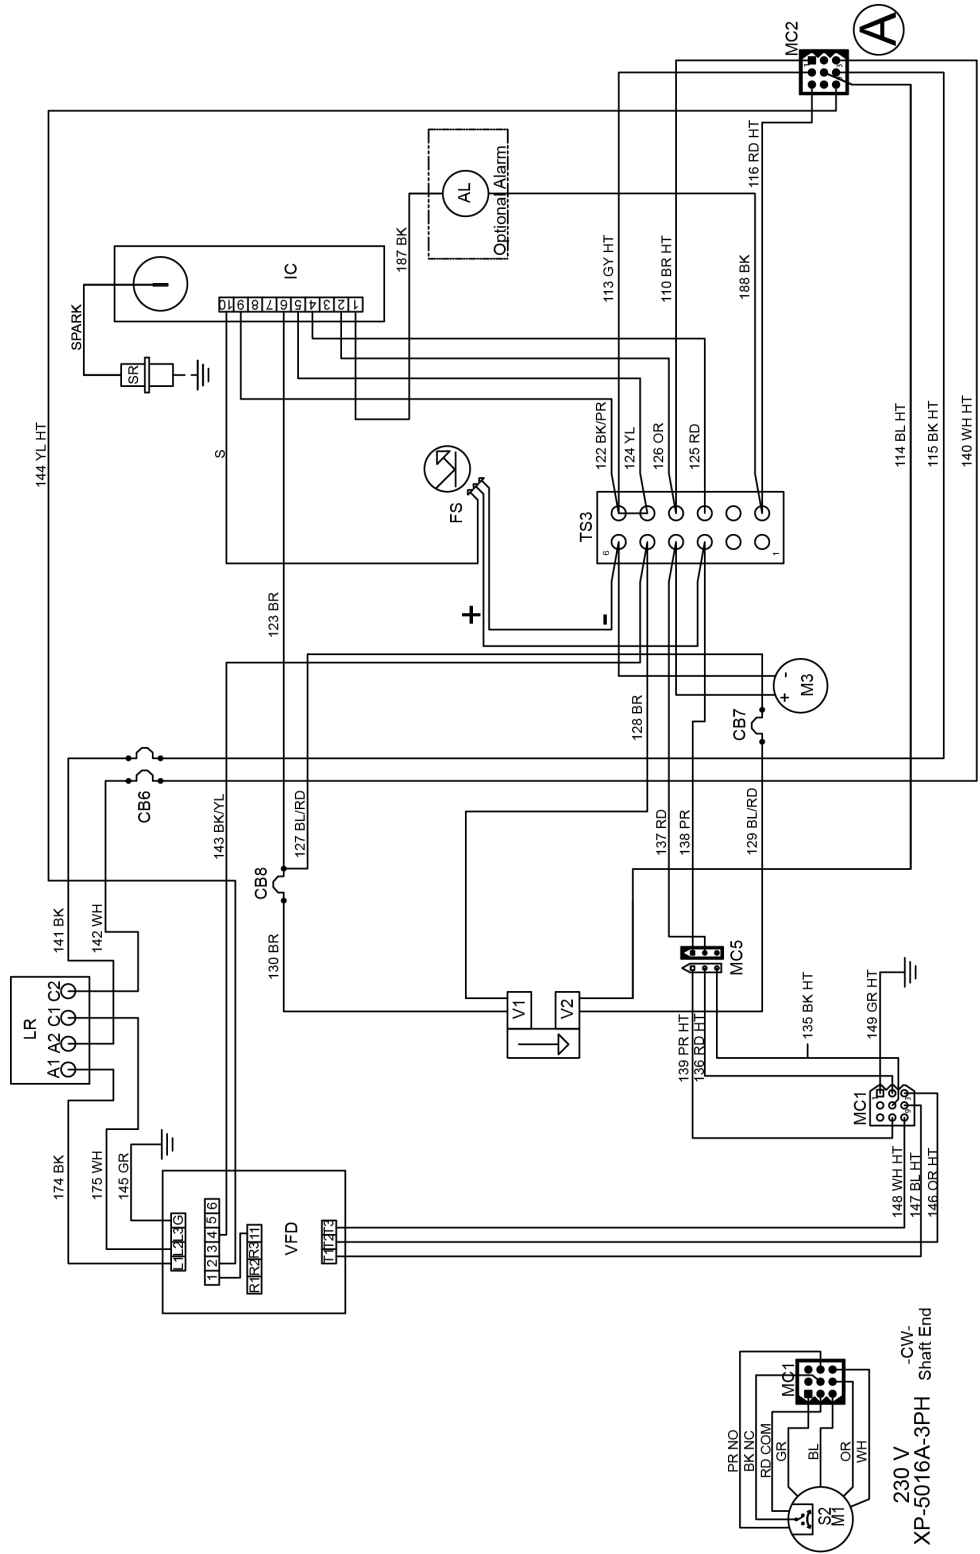 A
MC2
1
3
9
144 YL HT
SPARK
SR
IC
10
9
8
7
6
5
4
3
2
1
S
187 BK
AL
Optional Alarm
113 GY HT
110 BR HT
188 BK
116 RD HT
FS
122 BK/PR
124 YL
126 OR
125 RD
114 BL HT
115 BK HT
140 WH HT
TS3
6
1
+
-
123 BR
128 BR
M3
+
-
CB7
CB6
143 BK/YL
127 BL/RD
137 RD
138 PR
129 BL/RD
CB8
130 BR
141 BK
142 WH
LR
A1
A2
C1
C2
V1
V2
MC5
139 PR HT
136 RD HT
135 BK HT
149 GR HT
MC1
1
3
9
174 BK
175 WH
145 GR
L1
L2
L3
G
1
2
3
4
5
6
R1
R2
R3
11
VFD
T1
T2
T3
148 WH HT
147 BL HT
146 OR HT
PR NO
BK NC
RD COM
GR
BL
OR
WH
MC1
S2
M1
230 V
XP-5016A-3PH
-CW-
Shaft End